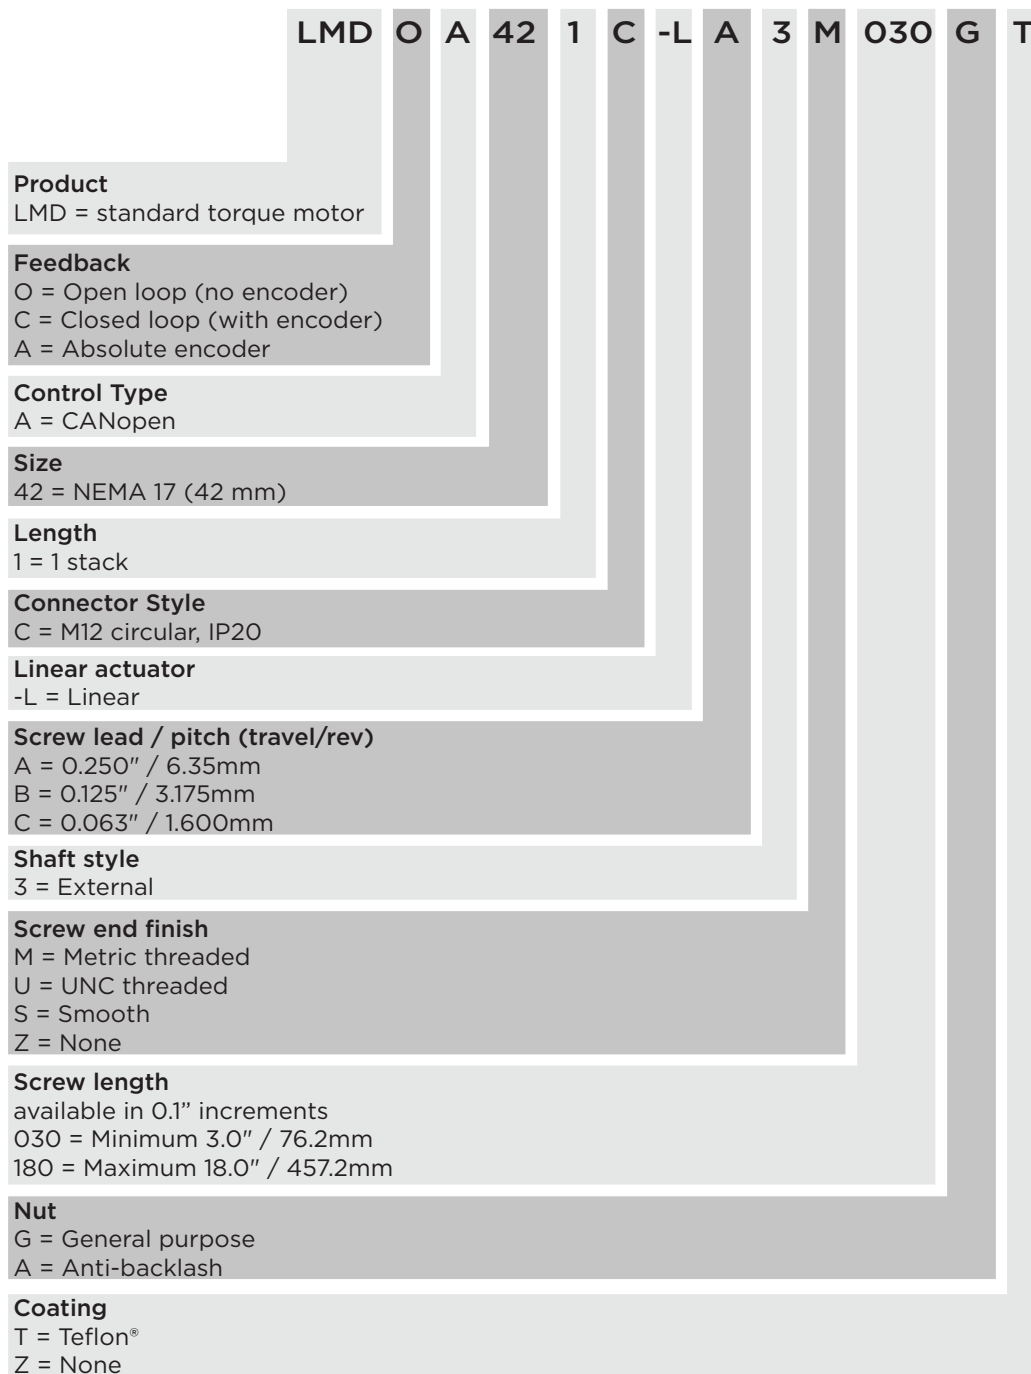 LMD O A 42 1 C -L A 3 M 030 G T
Product
LMD = standard torque motor
Feedback
O = Open loop (no encoder)
C = Closed loop (with encoder)
A = Absolute encoder
Control Type
A = CANopen
Size
42 = NEMA 17 (42 mm)
Length
1 = 1 stack
Connector Style
C = M12 circular, IP20
Linear actuator
-L = Linear
Screw lead / pitch (travel/rev)
A = 0.250" / 6.35mm
B = 0.125" / 3.175mm
C = 0.063" / 1.600mm
Shaft style
3 = External
Screw end finish
M = Metric threaded
U = UNC threaded
S = Smooth
Z = None
Screw length
available in 0.1” increments
030 = Minimum 3.0" / 76.2mm
180 = Maximum 18.0" / 457.2mm
Nut
G = General purpose
A = Anti-backlash
Coating
T = Teflon®
Z = None